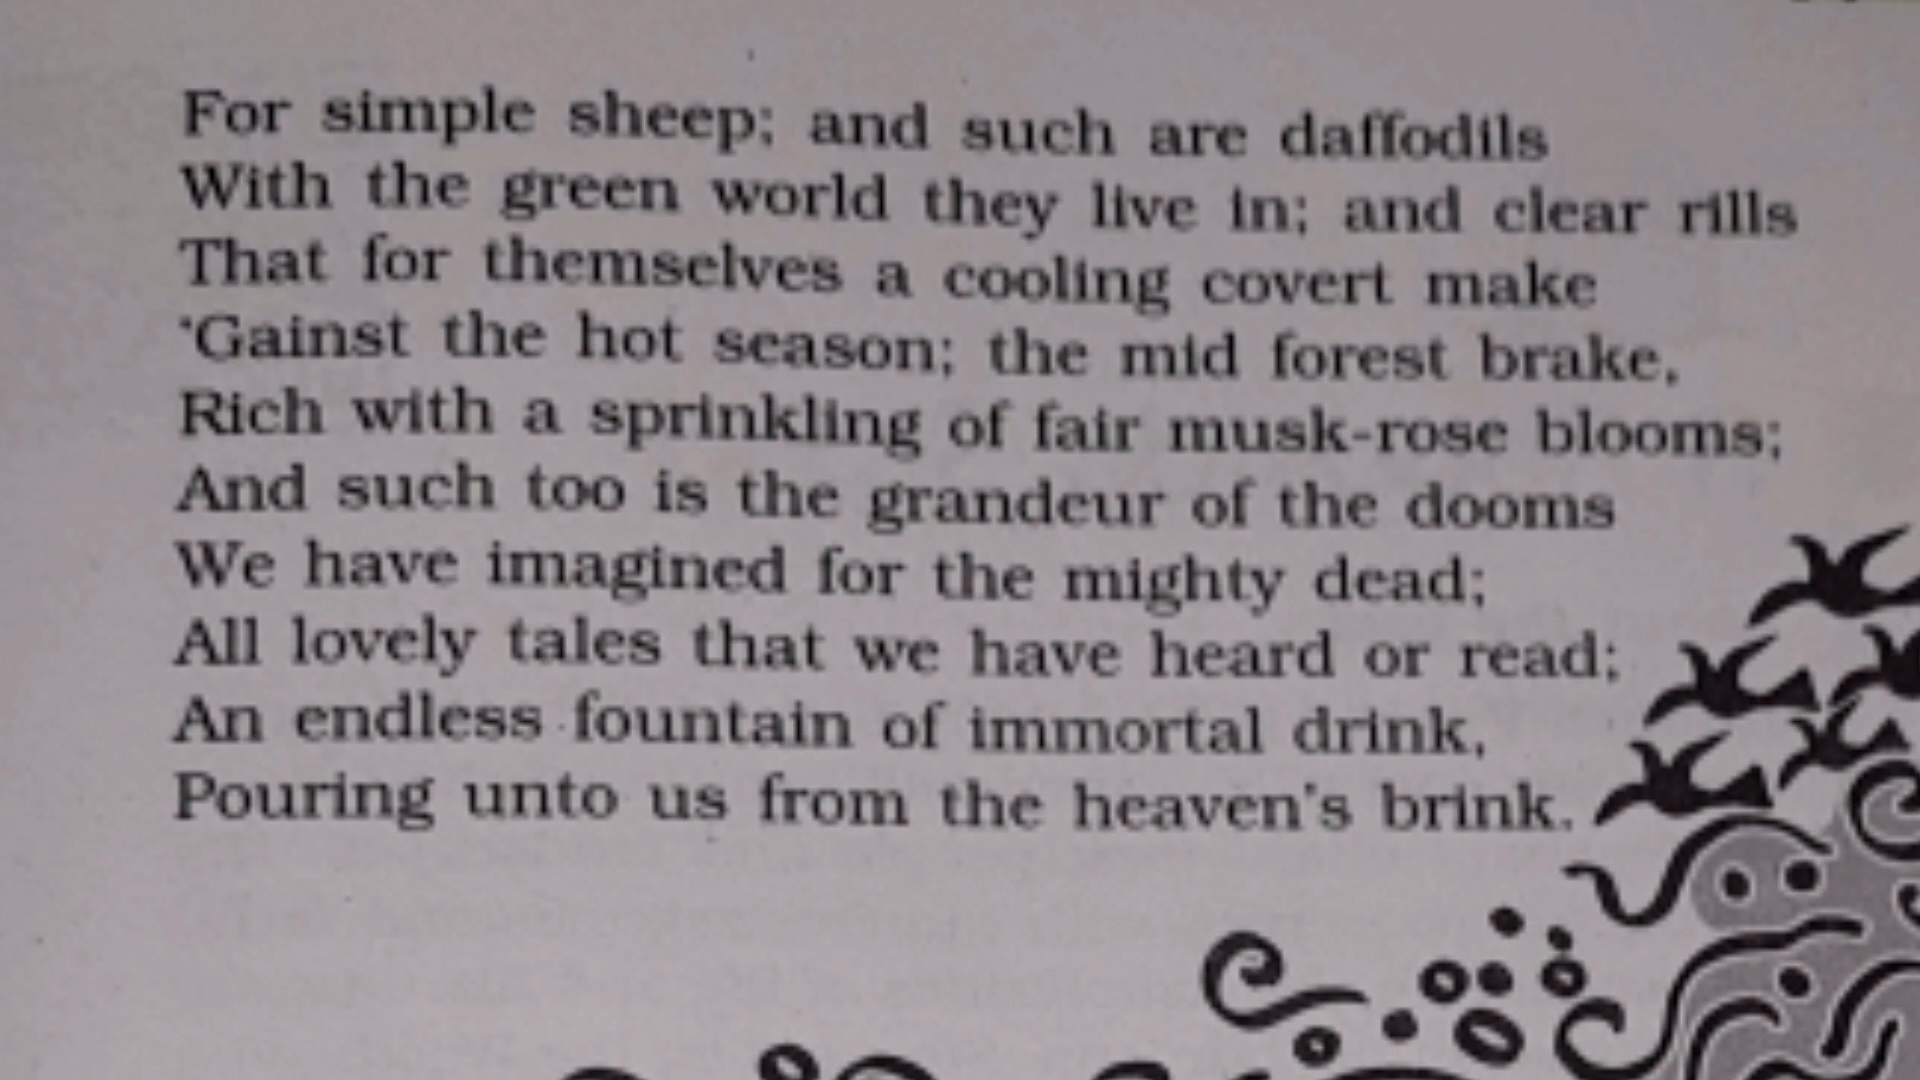 For simple sheep; and such are daffodils
With the green world they live in; and clear rills
That for themselves a cooling covert make
'Gainst the hot season; the mid forest brake,
Rich with a sprinkling of fair musk-rose blooms;
And such too is the grandeur of the dooms
We have imagined for the mighty dead;
All lovely tales that we have heard or read;
An endless fountain of immortal drink,
Pouring unto us from the heaven's brink.